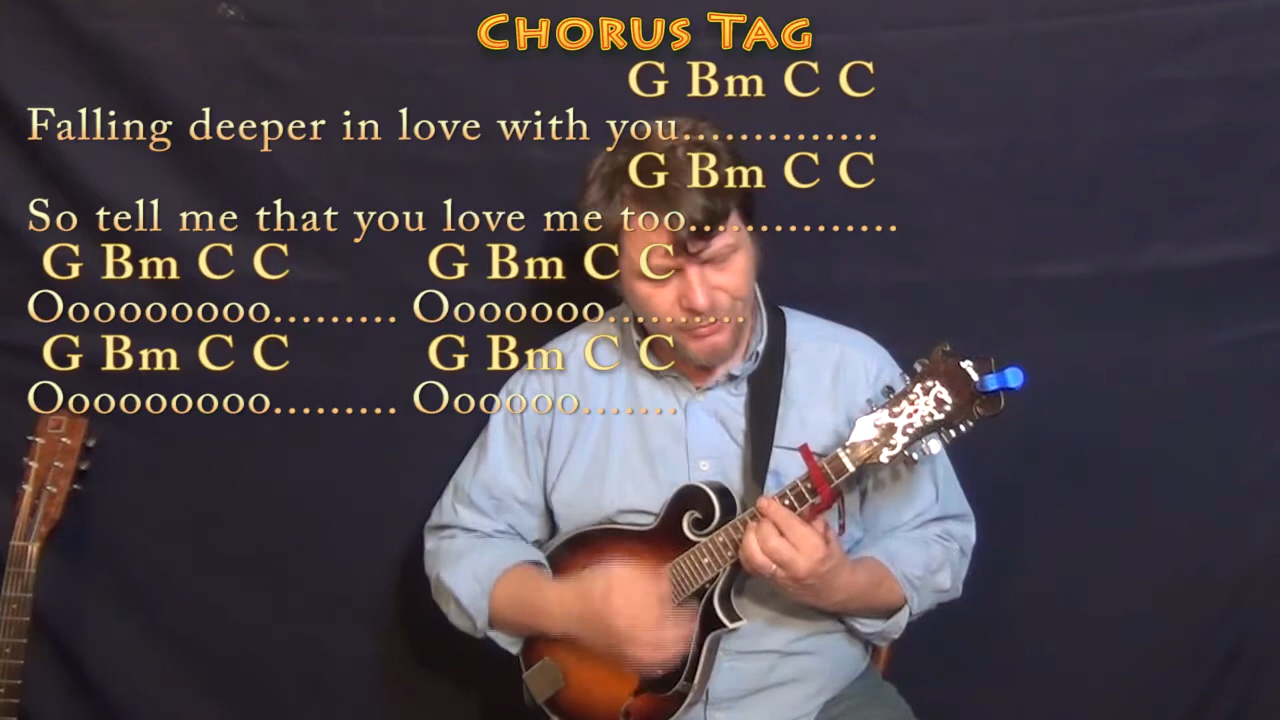 Chorus Tag
G Bm C C
Falling deeper in love with you..............
G Bm C C
So tell me that you love me too...............
G Bm C C G Bm C C
Ooooooooo......... Ooooooo..........
G Bm C C G Bm C C
Ooooooooo......... Oooooo.......